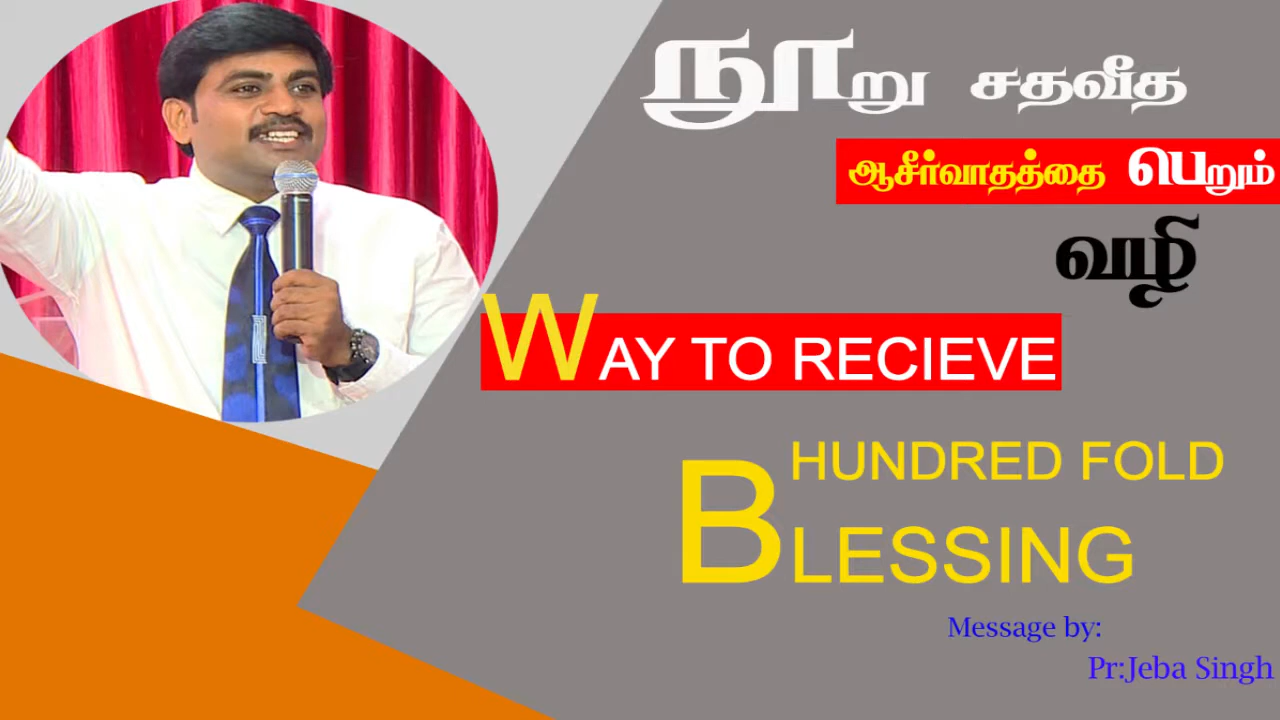 நூறு சதவீத
ஆசீர்வாதத்தை பெறும்
வழி
WAY TO RECIEVE
HUNDRED FOLD
BLESSING
Message by:
Pr:Jeba Singh